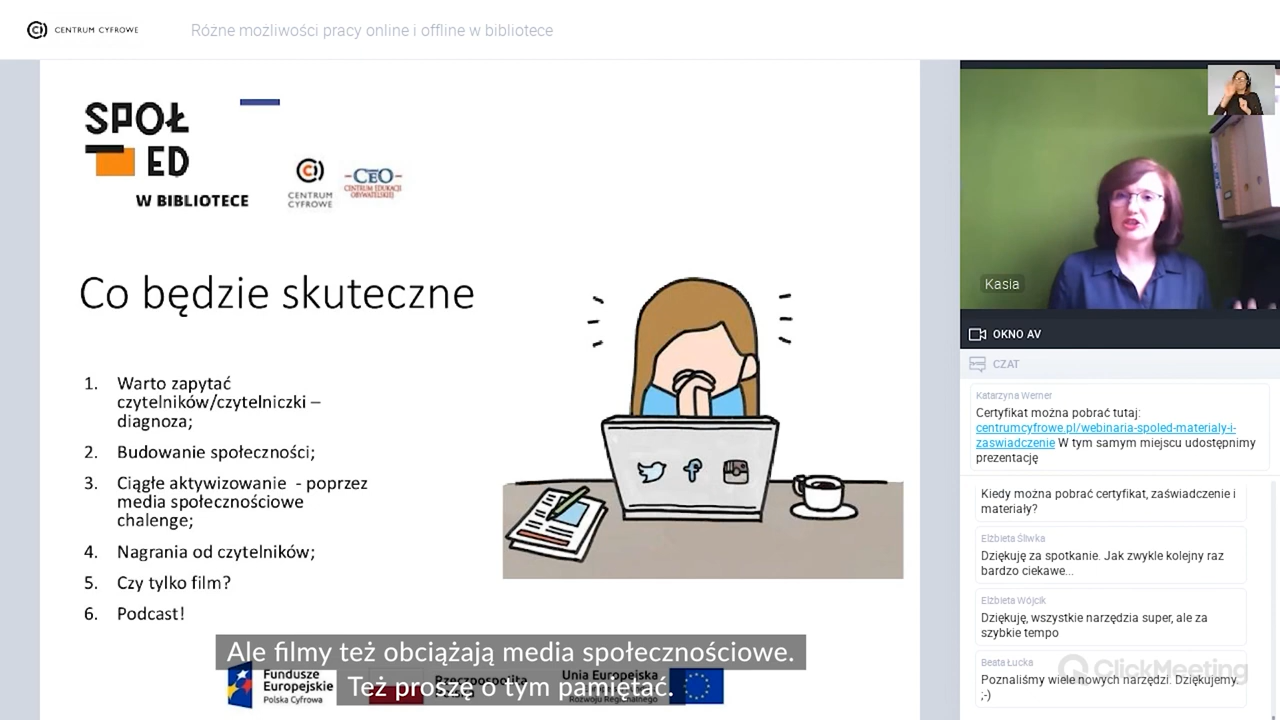 CENTRUM CYFROWE
Różne możliwości pracy online i offline w bibliotece
SPOŁ
ED
W BIBLIOTECE
CENTRUM
CYFROWE
CEO
CENTRUM EDUKACJI
OBYWATELSKIEJ
Co będzie skuteczne
1. Warto zapytać
czytelników/czytelniczki –
diagnoza;
2. Budowanie społeczności;
3. Ciągłe aktywizowanie - poprzez
media społecznościowe
chalenge;
4. Nagrania od czytelników;
5. Czy tylko film?
6. Podcast!
Ale filmy też obciążają media społecznościowe.
Też proszę o tym pamiętać.
Fundusze
Europejskie
Polska Cyfrowa
Rzeczpospolita
Unia Europejska
Rozwoju Regionalnego
Kasia
OKNO AV
CZAT
Katarzyna Werner
Certyfikat można pobrać tutaj:
centrumcyfrowe.pl/webinaria-spoled-materialy-i-
zaswiadczenie W tym samym miejscu udostępnimy
prezentację
Kiedy można pobrać certyfikat, zaświadczenie i
materiały?
Elżbieta Śliwka
Dziękuję za spotkanie. Jak zwykle kolejny raz
bardzo ciekawe...
Elżbieta Wójcik
Dziękuję, wszystkie narzędzia super, ale za
szybkie tempo
Beata Łucka
Poznaliśmy wiele nowych narzędzi. Dziękujemy
;-)
ClickMeeting